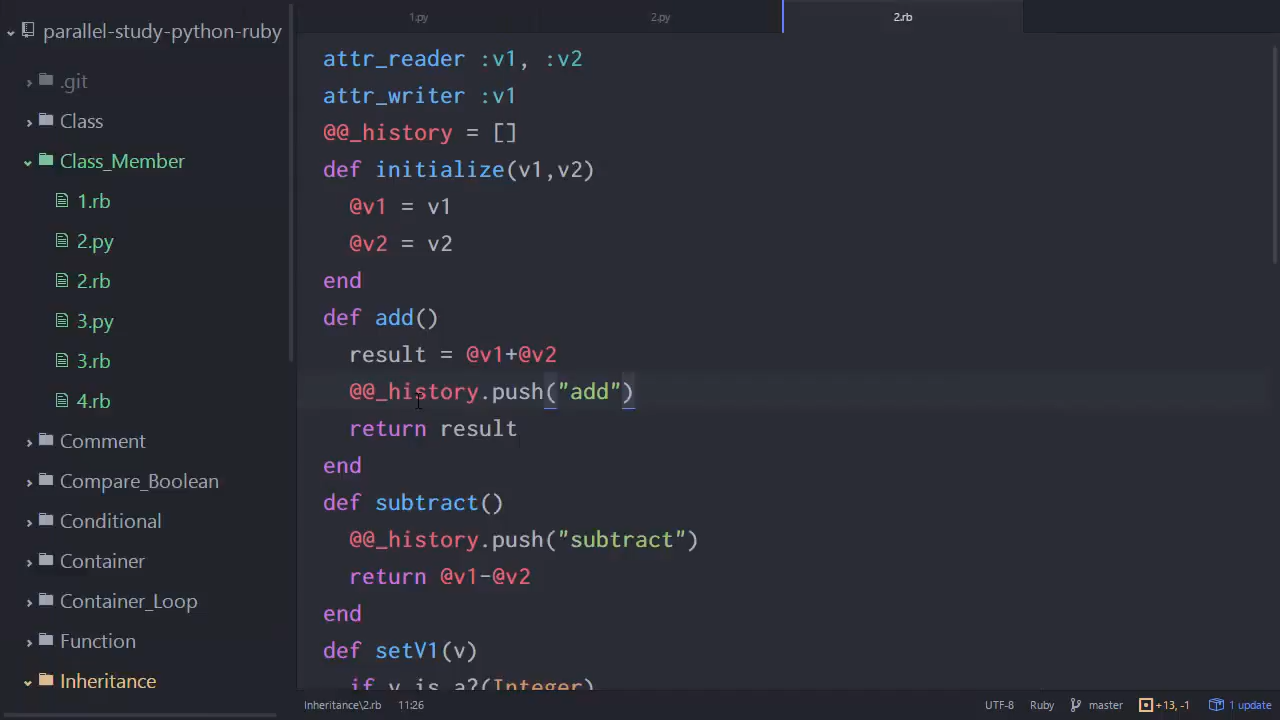 parallel-study-python-ruby
.git
Class
Class_Member
1.rb
2.py
2.rb
3.py
3.rb
4.rb
Comment
Compare_Boolean
Conditional
Container
Container_Loop
Function
Inheritance
1.py
2.py
2.rb
attr_reader :v1, :v2
attr_writer :v1
@@_history = []
def initialize(v1,v2)
@v1 = v1
@v2 = v2
end
def add()
result = @v1+@v2
@@_history.push("add")
return result
end
def subtract()
@@_history.push("subtract")
return @v1-@v2
end
def setV1(v)
if v.is_a?(Integer)
Inheritance\2.rb 11:26 UTF-8 Ruby master +13, -1 1 update